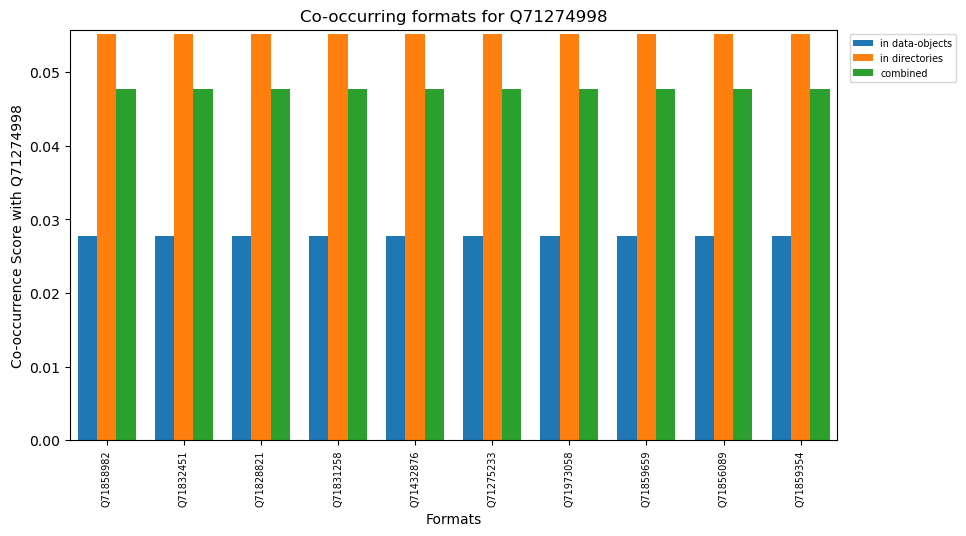 Co-occurring formats for Q71274998
in data-objects
in directories
combined
Co-occurrence Score with Q71274998
0.05
0.04
0.03
0.02
0.01
0.00
Q71858982
Q71832451
Q71828821
Q71831258
Q71432876
Q71275233
Q71973058
Q71859659
Q71856089
Q71859354
Formats